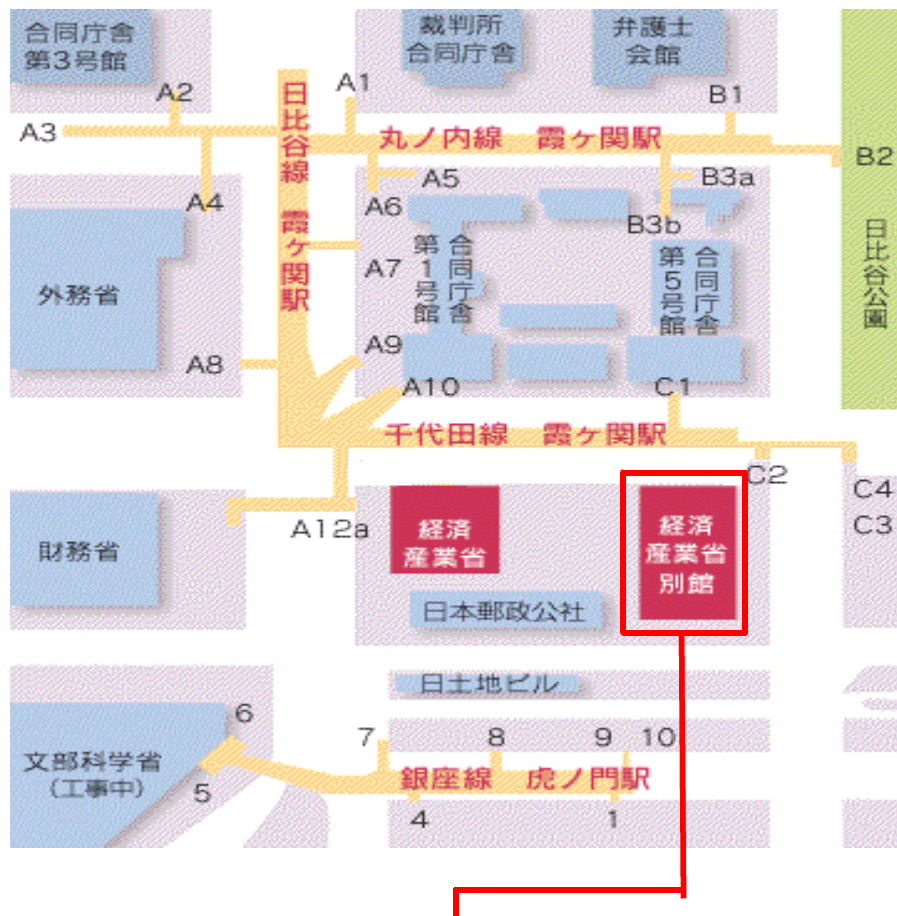 合同庁舎
第3号館
裁判所
合同庁舎
弁護士
会館
A2
A1
B1
A3
日比谷線 霞ヶ関駅
丸ノ内線 霞ヶ関駅
B2
A4
A5
A6
B3a
B3b
日比谷公園
外務省
A7
合同庁舎
第1号館
合同庁舎
第5号館
A8
A9
A10
C1
千代田線 霞ヶ関駅
C2
C4
C3
財務省
A12a
経済
産業省
経済
産業省
別館
日本郵政公社
日土地ビル
文部科学省
(工事中)
6
5
7
8
9
10
銀座線 虎ノ門駅
4
1